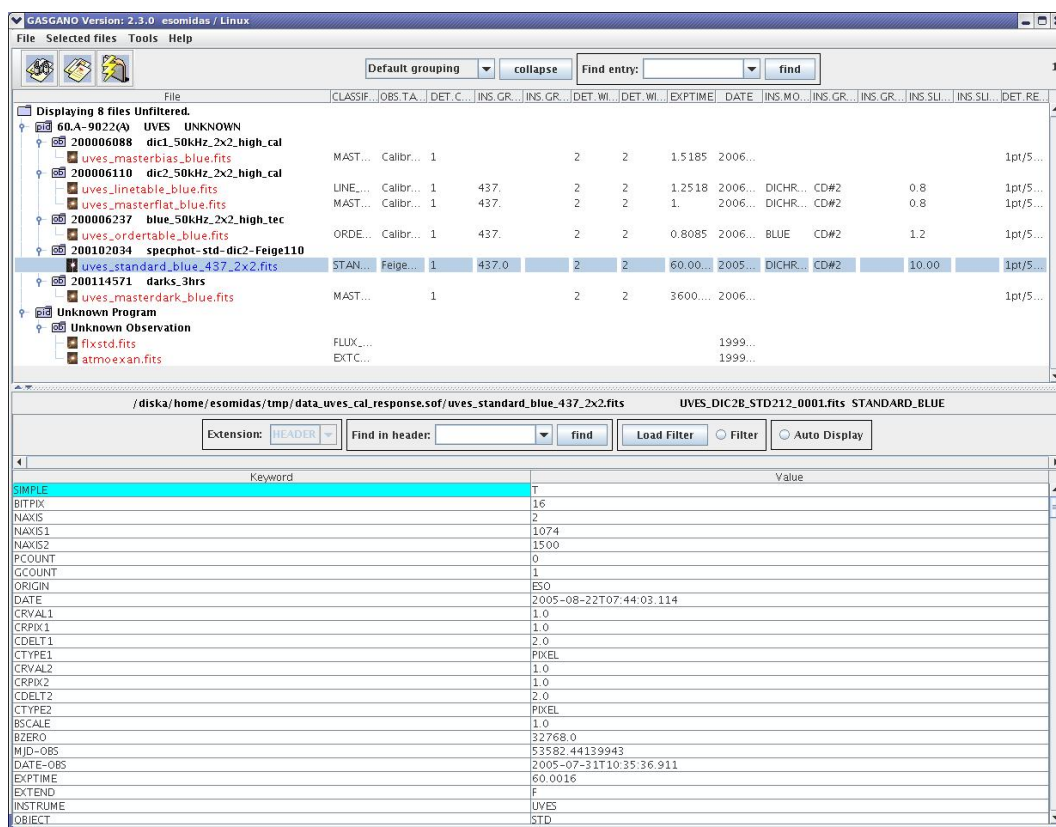 GASGANO Version: 2.3.0 esomidas / Linux
File Selected files Tools Help
Default grouping collapse Find entry: find 1
File CLASSIF... OBS.TA... DET.C... INS.GR... INS.GR... DET.WI... DET.WI... EXPTIME DATE INS.MO... INS.GR... INS.GR... INS.SLI... INS.SLI... DET.RE...
Displaying 8 files Unfiltered.
pid 60.A-9022(A) UVES UNKNOWN
ob 200006088 dic1_50kHz_2x2_high_cal
uves_masterbias_blue.fits MAST... Calibr... 1 2 2 1.5185 2006... 1pt/5...
ob 200006110 dic2_50kHz_2x2_high_cal
uves_linetable_blue.fits LINE_... Calibr... 1 437. 2 2 1.2518 2006... DICHR... CD#2 0.8 1pt/5...
uves_masterflat_blue.fits MAST... Calibr... 1 437. 2 2 1. 2006... DICHR... CD#2 0.8 1pt/5...
ob 200006237 blue_50kHz_2x2_high_tec
uves_ordertable_blue.fits ORDE... Calibr... 1 437. 2 2 0.8085 2006... BLUE CD#2 1.2 1pt/5...
ob 200102034 specphot-std-dic2-Feige110
uves_standard_blue_437_2x2.fits STAN... Feige... 1 437.0 2 2 60.00... 2005... DICHR... CD#2 10.00 1pt/5...
ob 200114571 darks_3hrs
uves_masterdark_blue.fits MAST... 1 2 2 3600.... 2006... 1pt/5...
pid Unknown Program
ob Unknown Observation
flxstd.fits FLUX_... 1999...
atmoexan.fits EXTC... 1999...
/diska/home/esomidas/tmp/data_uves_cal_response.sof/uves_standard_blue_437_2x2.fits UVES_DIC2B_STD212_0001.fits STANDARD_BLUE
Extension: HEADER Find in header: find Load Filter Filter Auto Display
Keyword Value
SIMPLE T
BITPIX 16
NAXIS 2
NAXIS1 1074
NAXIS2 1500
PCOUNT 0
GCOUNT 1
ORIGIN ESO
DATE 2005-08-22T07:44:03.114
CRVAL1 1.0
CRPIX1 1.0
CDELT1 2.0
CTYPE1 PIXEL
CRVAL2 1.0
CRPIX2 1.0
CDELT2 2.0
CTYPE2 PIXEL
BSCALE 1.0
BZERO 32768.0
MJD-OBS 53582.44139943
DATE-OBS 2005-07-31T10:35:36.911
EXPTIME 60.0016
EXTEND F
INSTRUME UVES
OBJECT STD